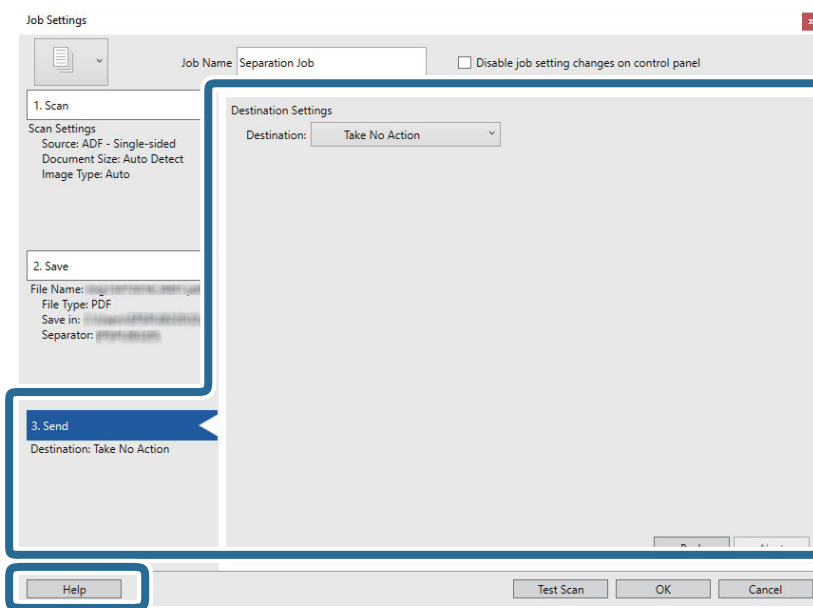 Job Settings
Job Name Separation Job
Disable job setting changes on control panel
1. Scan
Scan Settings
Source: ADF - Single-sided
Document Size: Auto Detect
Image Type: Auto
2. Save
File Name:
File Type: PDF
Save in:
Separator:
3. Send
Destination: Take No Action
Destination Settings
Destination: Take No Action
Help
Test Scan
OK
Cancel